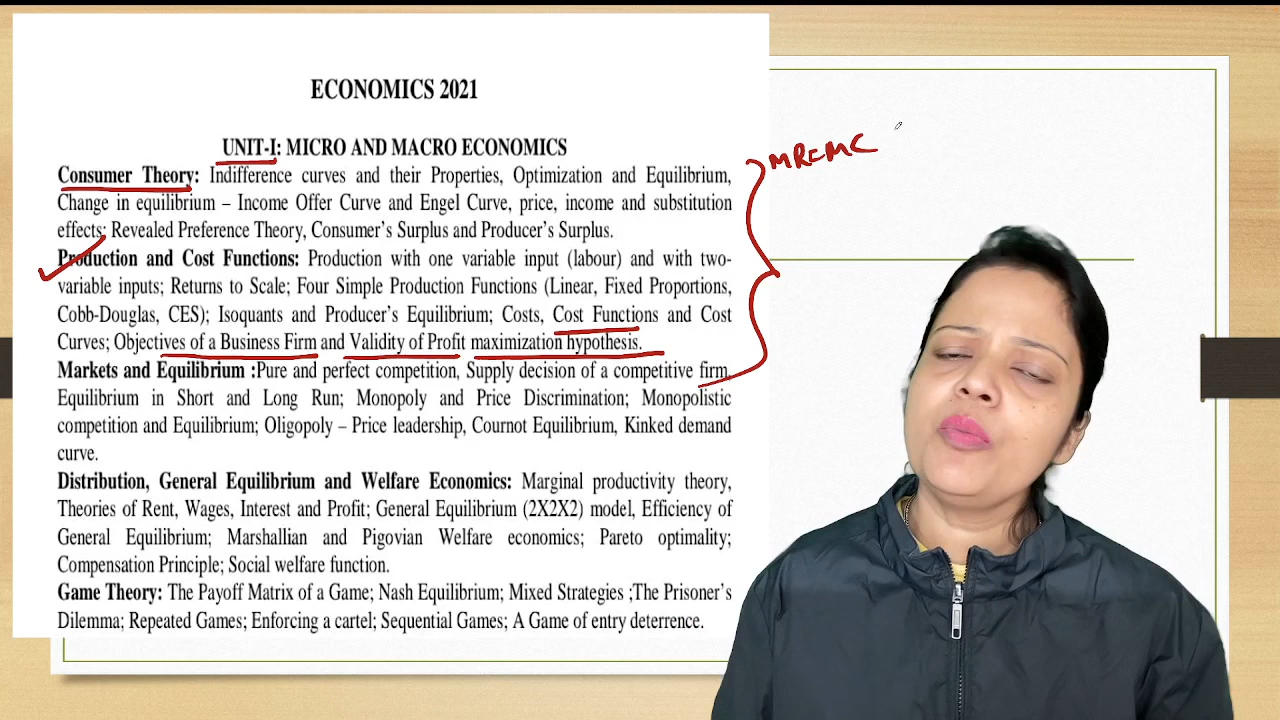 ECONOMICS 2021
UNIT-I: MICRO AND MACRO ECONOMICS
Consumer Theory: Indifference curves and their Properties, Optimization and Equilibrium,
Change in equilibrium – Income Offer Curve and Engel Curve, price, income and substitution
effects; Revealed Preference Theory, Consumer's Surplus and Producer's Surplus.
Production and Cost Functions: Production with one variable input (labour) and with two-
variable inputs; Returns to Scale; Four Simple Production Functions (Linear, Fixed Proportions,
Cobb-Douglas, CES); Isoquants and Producer's Equilibrium; Costs, Cost Functions and Cost
Curves; Objectives of a Business Firm and Validity of Profit maximization hypothesis.
Markets and Equilibrium :Pure and perfect competition, Supply decision of a competitive firm,
Equilibrium in Short and Long Run; Monopoly and Price Discrimination; Monopolistic
competition and Equilibrium; Oligopoly – Price leadership, Cournot Equilibrium, Kinked demand
curve.
Distribution, General Equilibrium and Welfare Economics: Marginal productivity theory,
Theories of Rent, Wages, Interest and Profit; General Equilibrium (2X2X2) model, Efficiency of
General Equilibrium; Marshallian and Pigovian Welfare economics; Pareto optimality;
Compensation Principle; Social welfare function.
Game Theory: The Payoff Matrix of a Game; Nash Equilibrium; Mixed Strategies ;The Prisoner's
Dilemma; Repeated Games; Enforcing a cartel; Sequential Games; A Game of entry deterrence.
MR=MC